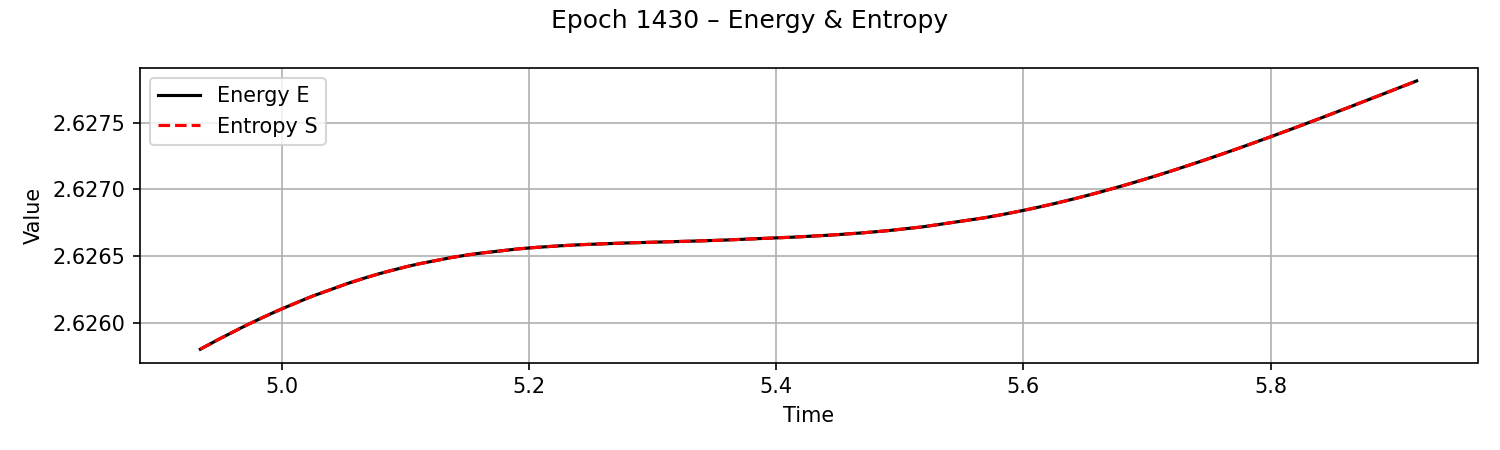 Epoch 1430 – Energy & Entropy
Energy E
Entropy S
Value
2.6275
2.6270
2.6265
2.6260
5.0 5.2 5.4 5.6 5.8
Time